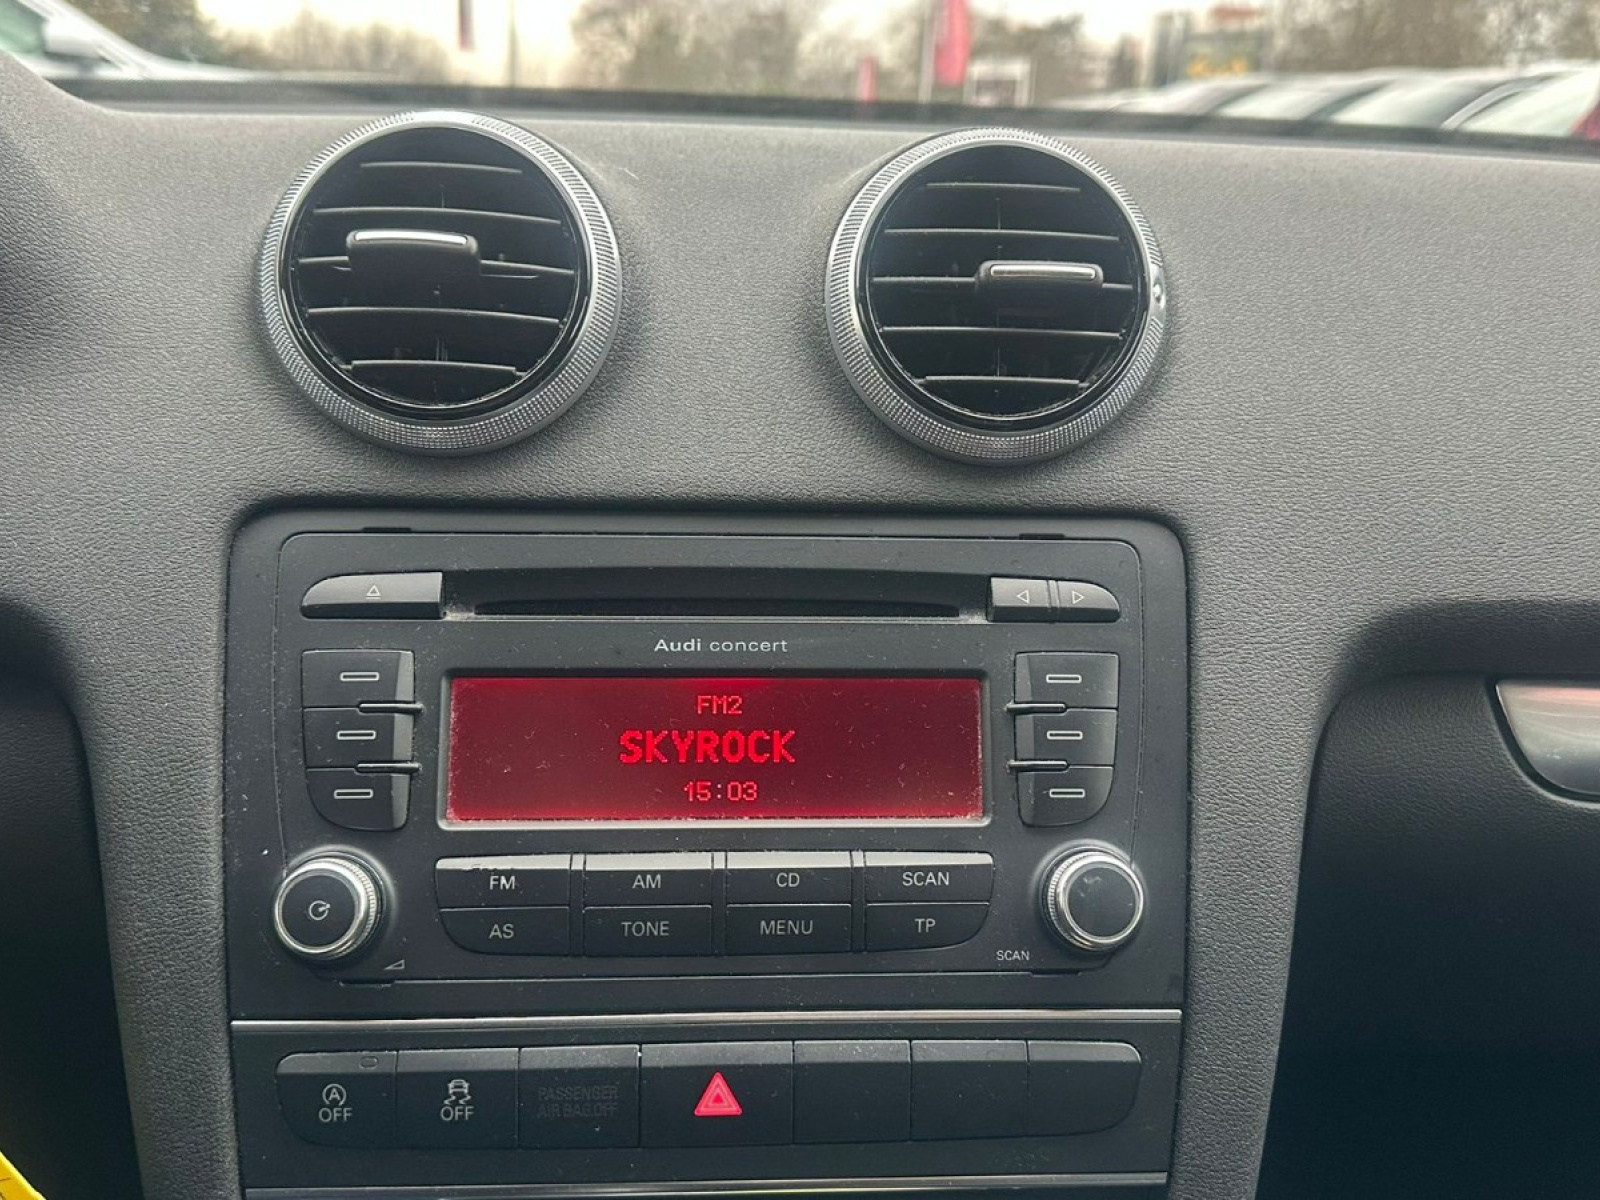 Audi concert
FM2
SKYROCK
15:03
FM AM CD SCAN
AS TONE MENU TP
SCAN
A
OFF
OFF
PASSENGER
AIR BAG OFF